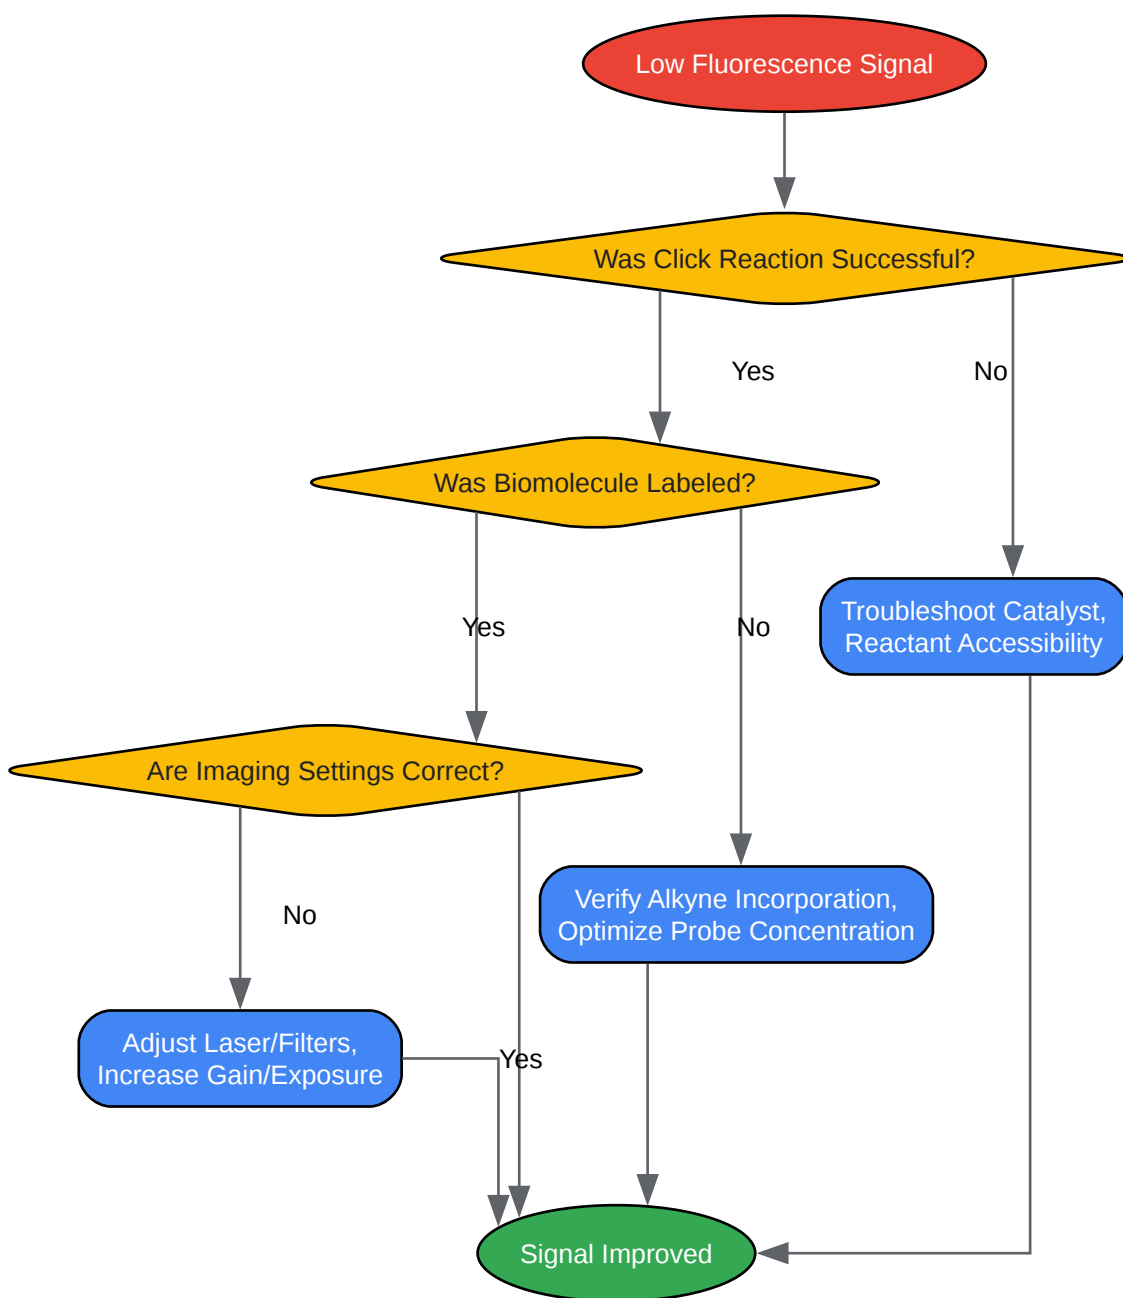 Low Fluorescence Signal
Was Click Reaction Successful?
Yes
No
Was Biomolecule Labeled?
Troubleshoot Catalyst,
Reactant Accessibility
Yes
No
Are Imaging Settings Correct?
No
Verify Alkyne Incorporation,
Optimize Probe Concentration
Adjust Laser/Filters,
Increase Gain/Exposure
Yes
Signal Improved